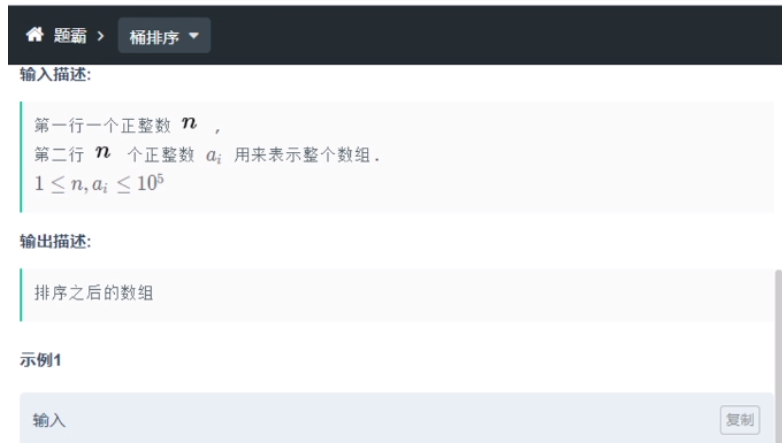 题霸 > 桶排序
输入描述:
第一行一个正整数 n ,
第二行 n 个正整数 a_i 用来表示整个数组.
1 ≤ n, a_i ≤ 10^5
输出描述:
排序之后的数组
示例1
输入 复制